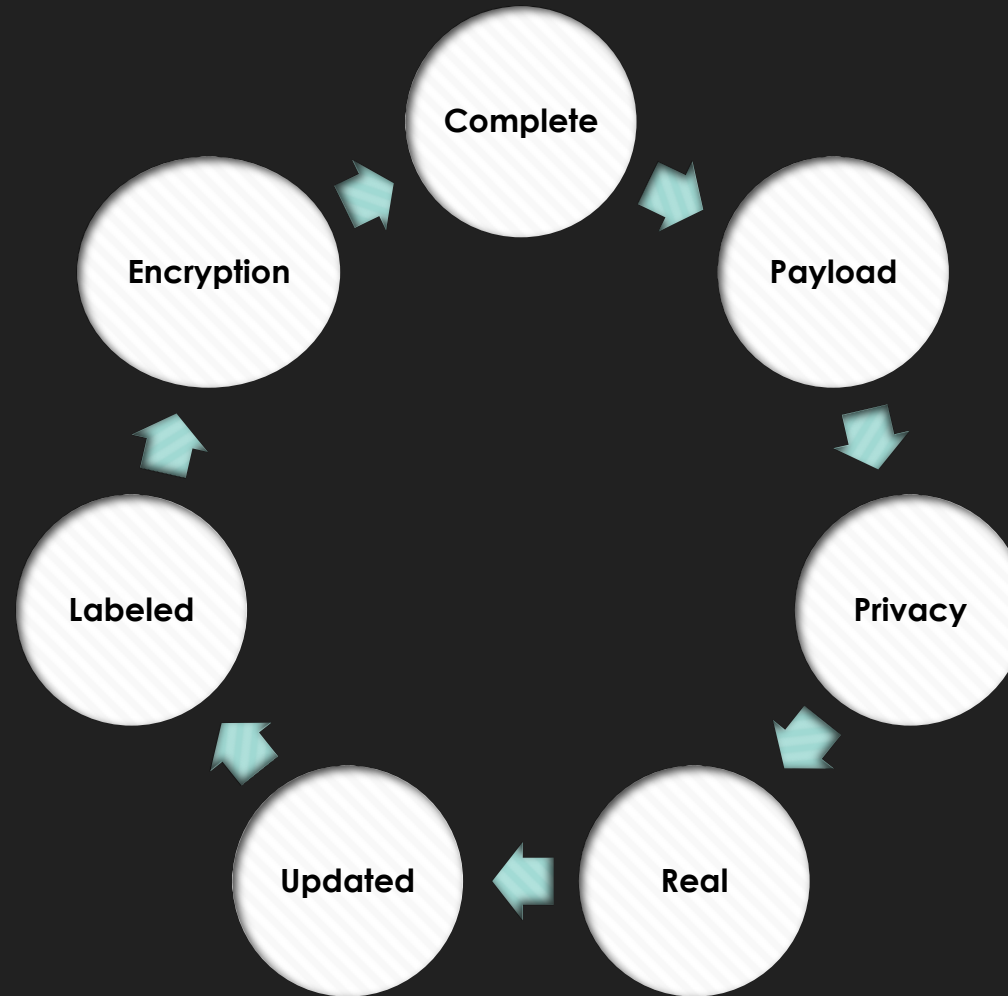 Complete
Payload
Privacy
Real
Updated
Labeled
Encryption